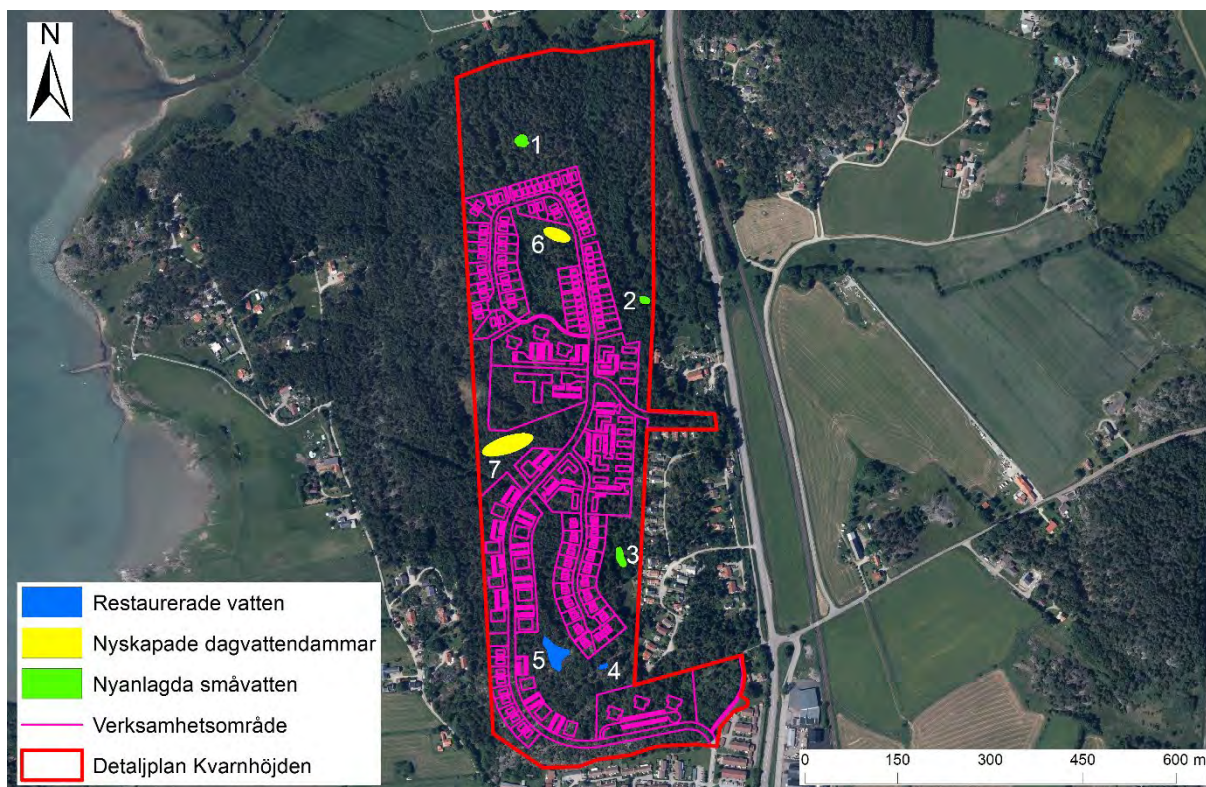 N
1
6
2
7
3
5
4
Restaurerade vatten
Nyskapade dagvattendammar
Nyanlagda småvatten
Verksamhetsområde
Detaljplan Kvarnhöjden
0 150 300 450 600 m